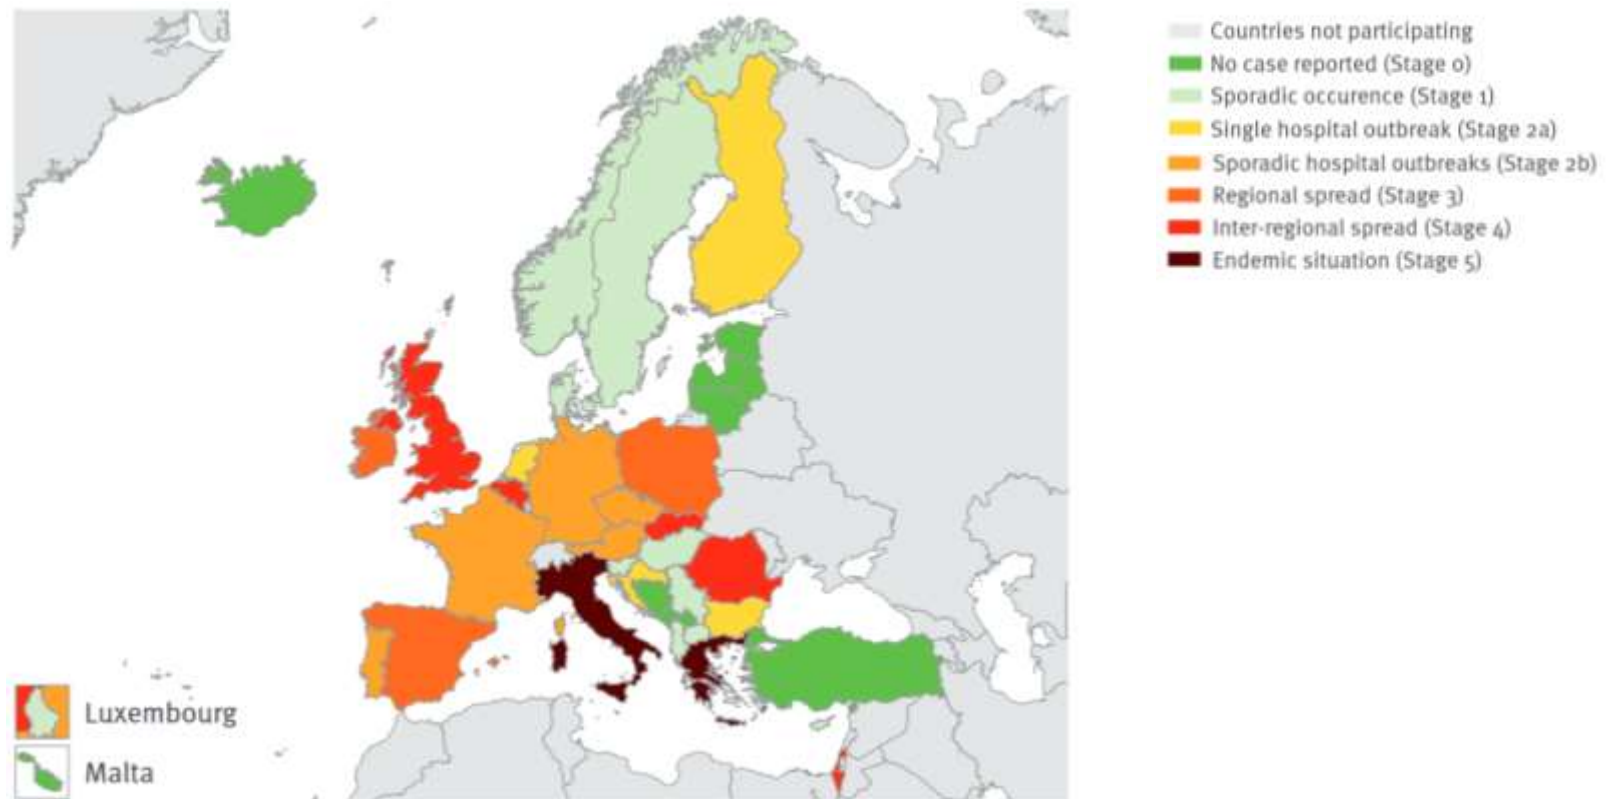 Countries not participating
No case reported (Stage 0)
Sporadic occurence (Stage 1)
Single hospital outbreak (Stage 2a)
Sporadic hospital outbreaks (Stage 2b)
Regional spread (Stage 3)
Inter-regional spread (Stage 4)
Endemic situation (Stage 5)
Luxembourg
Malta